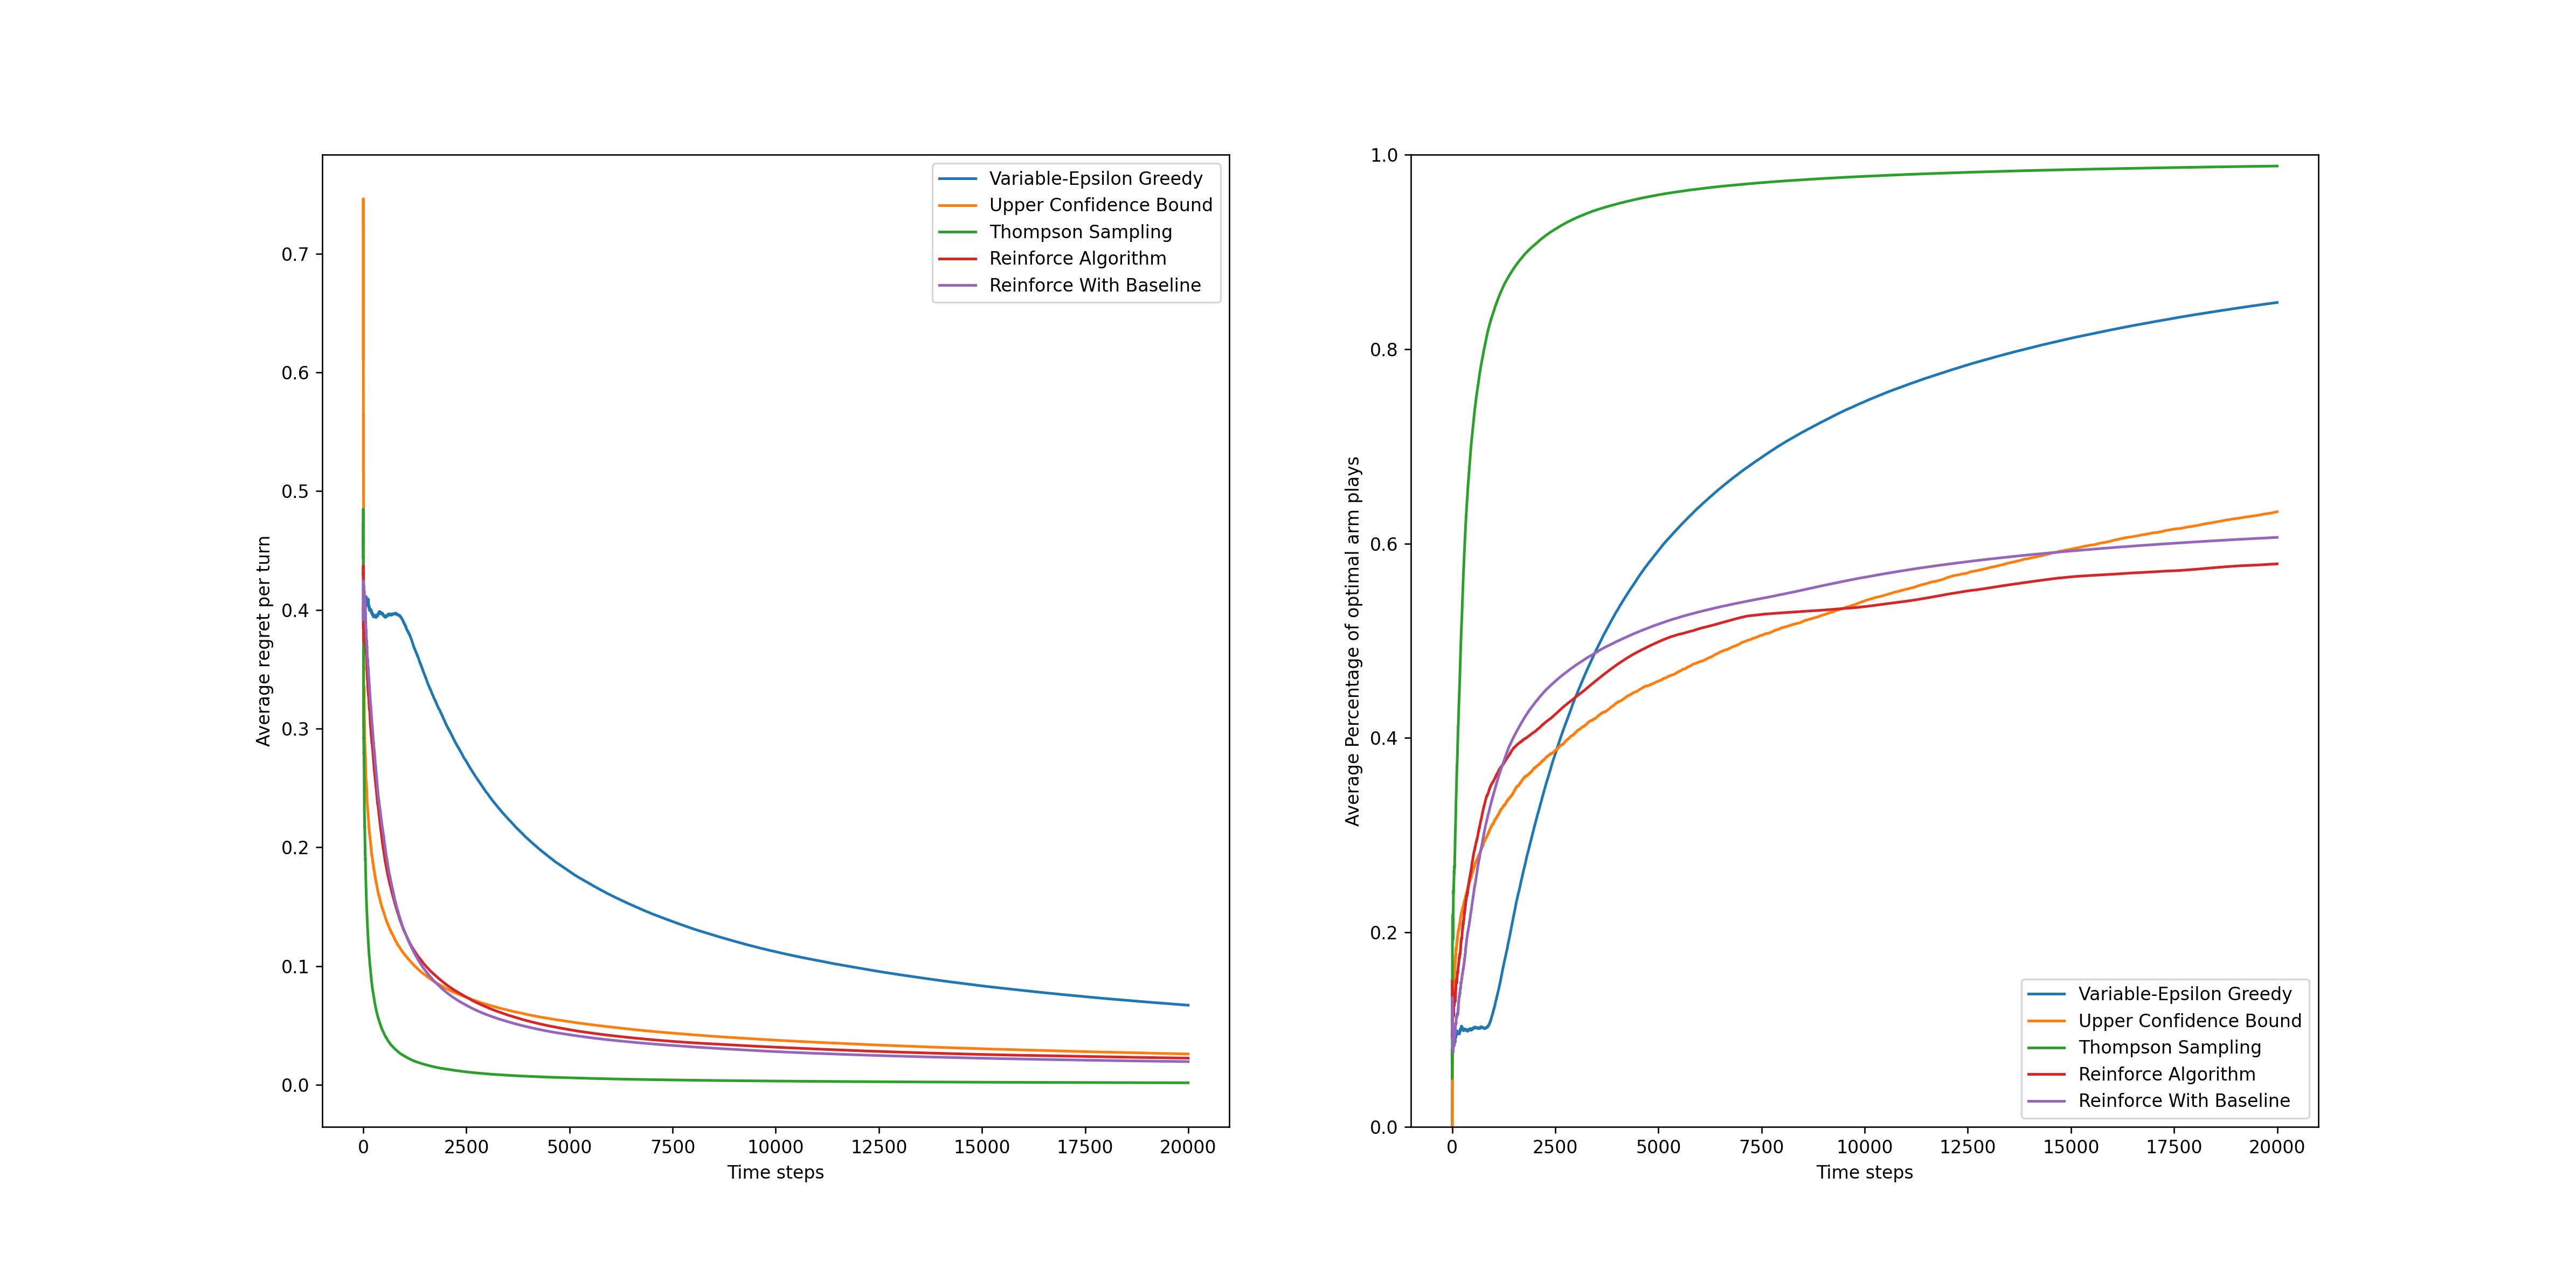 Variable-Epsilon Greedy
Upper Confidence Bound
Thompson Sampling
Reinforce Algorithm
Reinforce With Baseline
0.7
0.6
0.5
0.4
0.3
0.2
0.1
0.0
Average regret per turn
0 2500 5000 7500 10000 12500 15000 17500 20000
Time steps
1.0
0.8
0.6
0.4
0.2
0.0
Average Percentage of optimal arm plays
Variable-Epsilon Greedy
Upper Confidence Bound
Thompson Sampling
Reinforce Algorithm
Reinforce With Baseline
0 2500 5000 7500 10000 12500 15000 17500 20000
Time steps